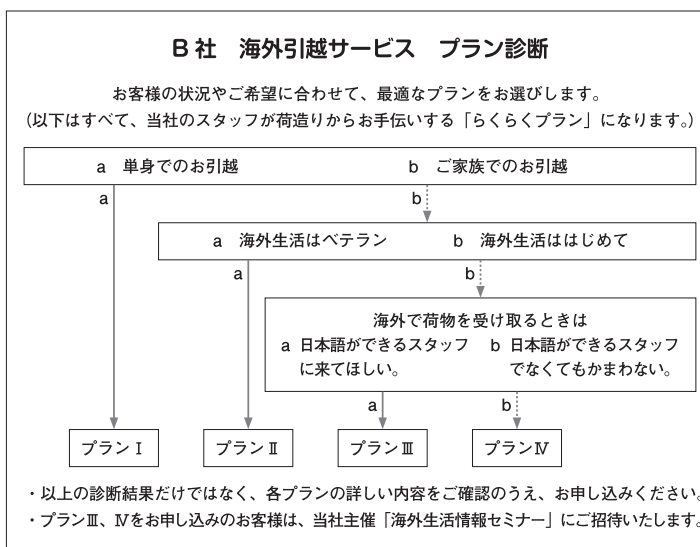 B社　海外引越サービス　プラン診断
お客様の状況やご希望に合わせて、最適なプランをお選びします。
(以下はすべて、当社のスタッフが荷造りからお手伝いする「らくらくプラン」になります。)
a　単身でのお引越　b　ご家族でのお引越
a　b
a　海外生活はベテラン　b　海外生活ははじめて
a　b
海外で荷物を受け取るときは
a 日本語ができるスタッフ　b 日本語ができるスタッフ
に来てほしい。　でなくてもかまわない。
a　b
プランⅠ　プランⅡ　プランⅢ　プランⅣ
・以上の診断結果だけではなく、各プランの詳しい内容をご確認のうえ、お申し込みください。
・プランⅢ、Ⅳをお申し込みのお客様は、当社主催「海外生活情報セミナー」にご招待いたします。